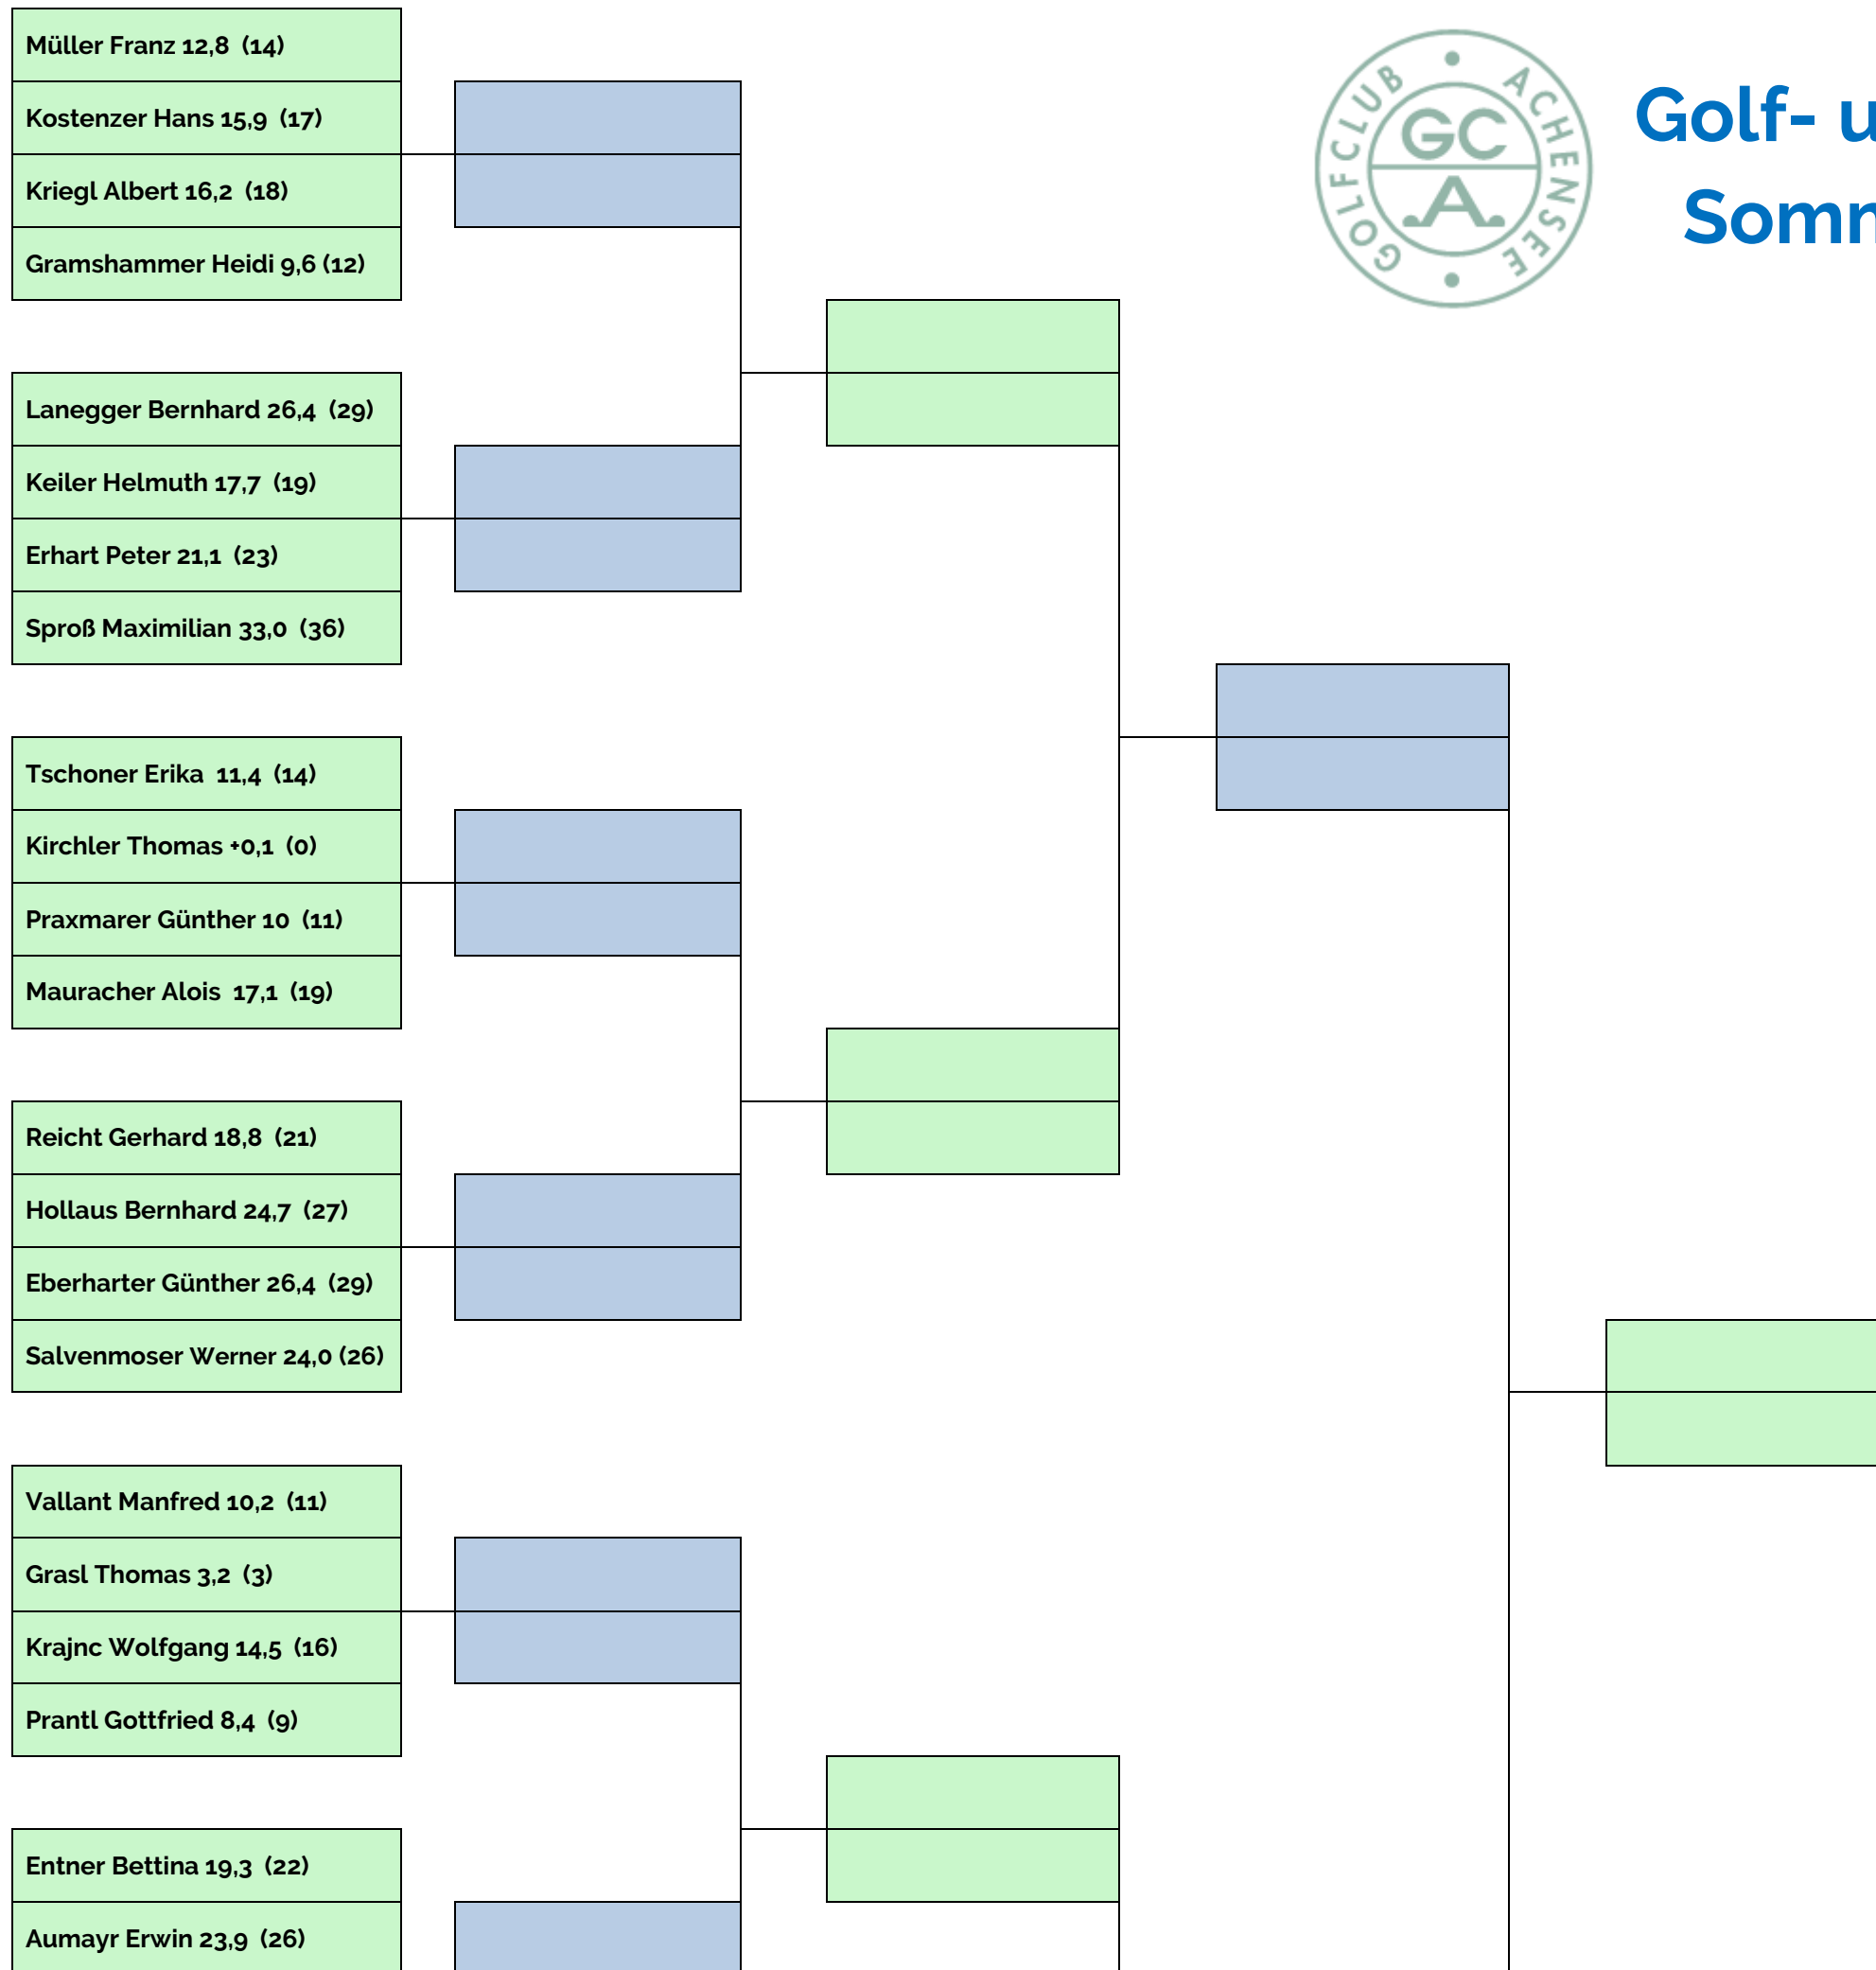 Müller Franz 12,8 (14)
Kostenzer Hans 15,9 (17)
Kriegl Albert 16,2 (18)
Gramshammer Heidi 9,6 (12)
Lanegger Bernhard 26,4 (29)
Keiler Helmuth 17,7 (19)
Erhart Peter 21,1 (23)
Sproß Maximilian 33,0 (36)
Tschoner Erika 11,4 (14)
Kirchler Thomas +0,1 (0)
Praxmarer Günther 10 (11)
Mauracher Alois 17,1 (19)
Reicht Gerhard 18,8 (21)
Hollaus Bernhard 24,7 (27)
Eberharter Günther 26,4 (29)
Salvenmoser Werner 24,0 (26)
Vallant Manfred 10,2 (11)
Grasl Thomas 3,2 (3)
Krajnc Wolfgang 14,5 (16)
Prantl Gottfried 8,4 (9)
Entner Bettina 19,3 (22)
Aumayr Erwin 23,9 (26)
GOLFCLUB • ACHENSEE •
GC
A
Golf- u
Som